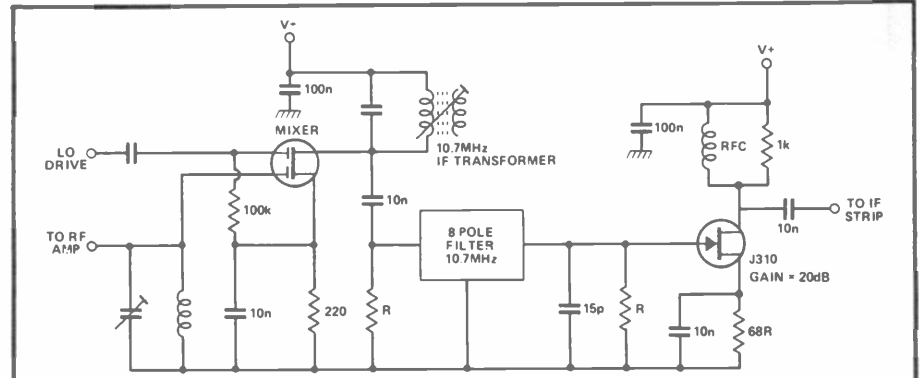 V+
V+
100n
MIXER
LO
DRIVE
10.7MHz
IF TRANSFORMER
100n
RFC
1k
100k
10n
TO RF
AMP
8 POLE
FILTER
10.7MHz
10n
TO IF
STRIP
J310
GAIN = 20dB
10n
220
R
15p
R
10n
68R